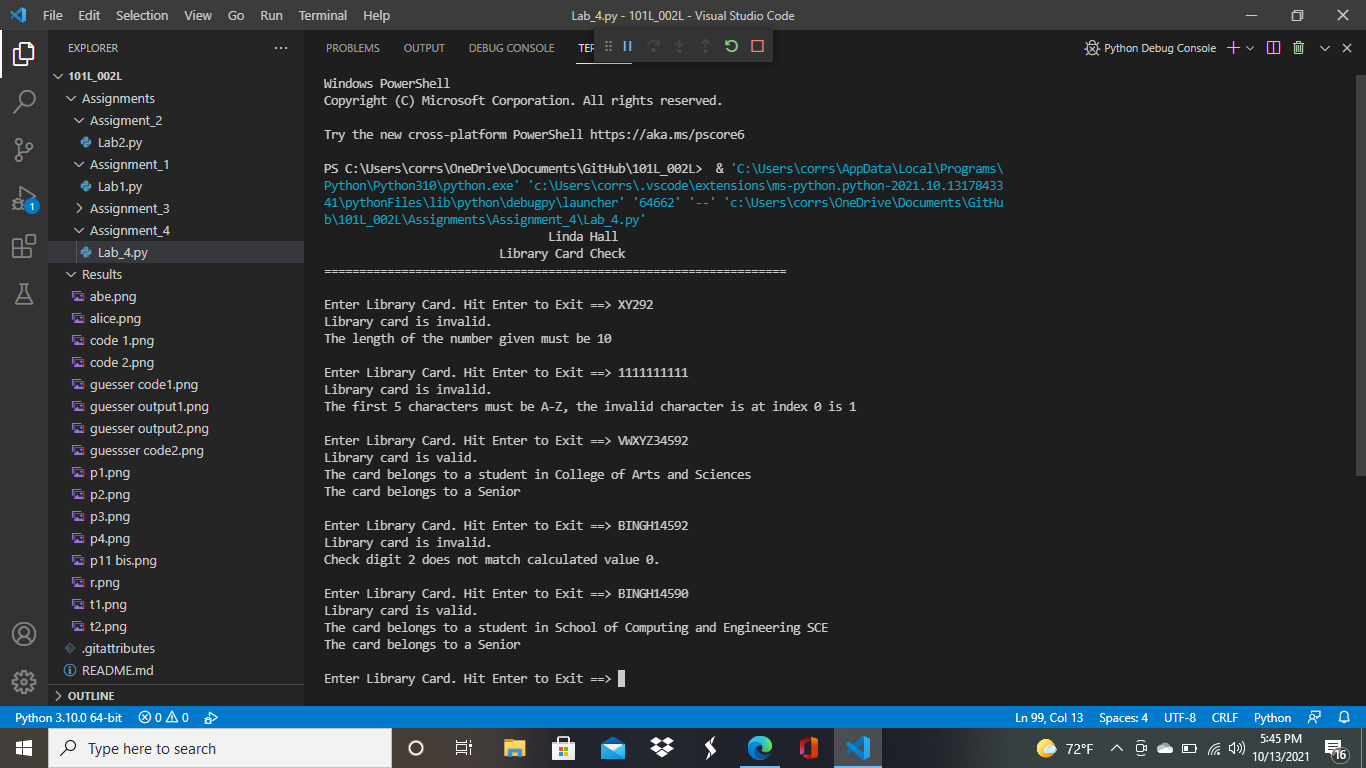 File Edit Selection View Go Run Terminal Help
Lab_4.py - 101L_002L - Visual Studio Code
EXPLORER
101L_002L
Assignments
Assigment_2
Lab2.py
Assignment_1
Lab1.py
Assignment_3
Assignment_4
Lab_4.py
Results
abe.png
alice.png
code 1.png
code 2.png
guesser code1.png
guesser output1.png
guesser output2.png
guessser code2.png
p1.png
p2.png
p3.png
p4.png
p11 bis.png
r.png
t1.png
t2.png
.gitattributes
README.md
OUTLINE
1
PROBLEMS OUTPUT DEBUG CONSOLE TER
Python Debug Console
Windows PowerShell
Copyright (C) Microsoft Corporation. All rights reserved.
Try the new cross-platform PowerShell https://aka.ms/pscore6
PS C:\Users\corrs\OneDrive\Documents\GitHub\101L_002L>  & 'C:\Users\corrs\AppData\Local\Programs\
Python\Python310\python.exe' 'c:\Users\corrs\.vscode\extensions\ms-python.python-2021.10.13178433
41\pythonFiles\lib\python\debugpy\launcher' '64662' '--' 'c:\Users\corrs\OneDrive\Documents\GitHu
b\101L_002L\Assignments\Assignment_4\Lab_4.py'
Linda Hall
Library Card Check
==================================================================
Enter Library Card. Hit Enter to Exit ==> XY292
Library card is invalid.
The length of the number given must be 10
Enter Library Card. Hit Enter to Exit ==> 1111111111
Library card is invalid.
The first 5 characters must be A-Z, the invalid character is at index 0 is 1
Enter Library Card. Hit Enter to Exit ==> VWXYZ34592
Library card is valid.
The card belongs to a student in College of Arts and Sciences
The card belongs to a Senior
Enter Library Card. Hit Enter to Exit ==> BINGH14592
Library card is invalid.
Check digit 2 does not match calculated value 0.
Enter Library Card. Hit Enter to Exit ==> BINGH14590
Library card is valid.
The card belongs to a student in School of Computing and Engineering SCE
The card belongs to a Senior
Enter Library Card. Hit Enter to Exit ==>
Python 3.10.0 64-bit 0 0 Ln 99, Col 13 Spaces: 4 UTF-8 CRLF Python
Type here to search
72°F
5:45 PM
10/13/2021
16